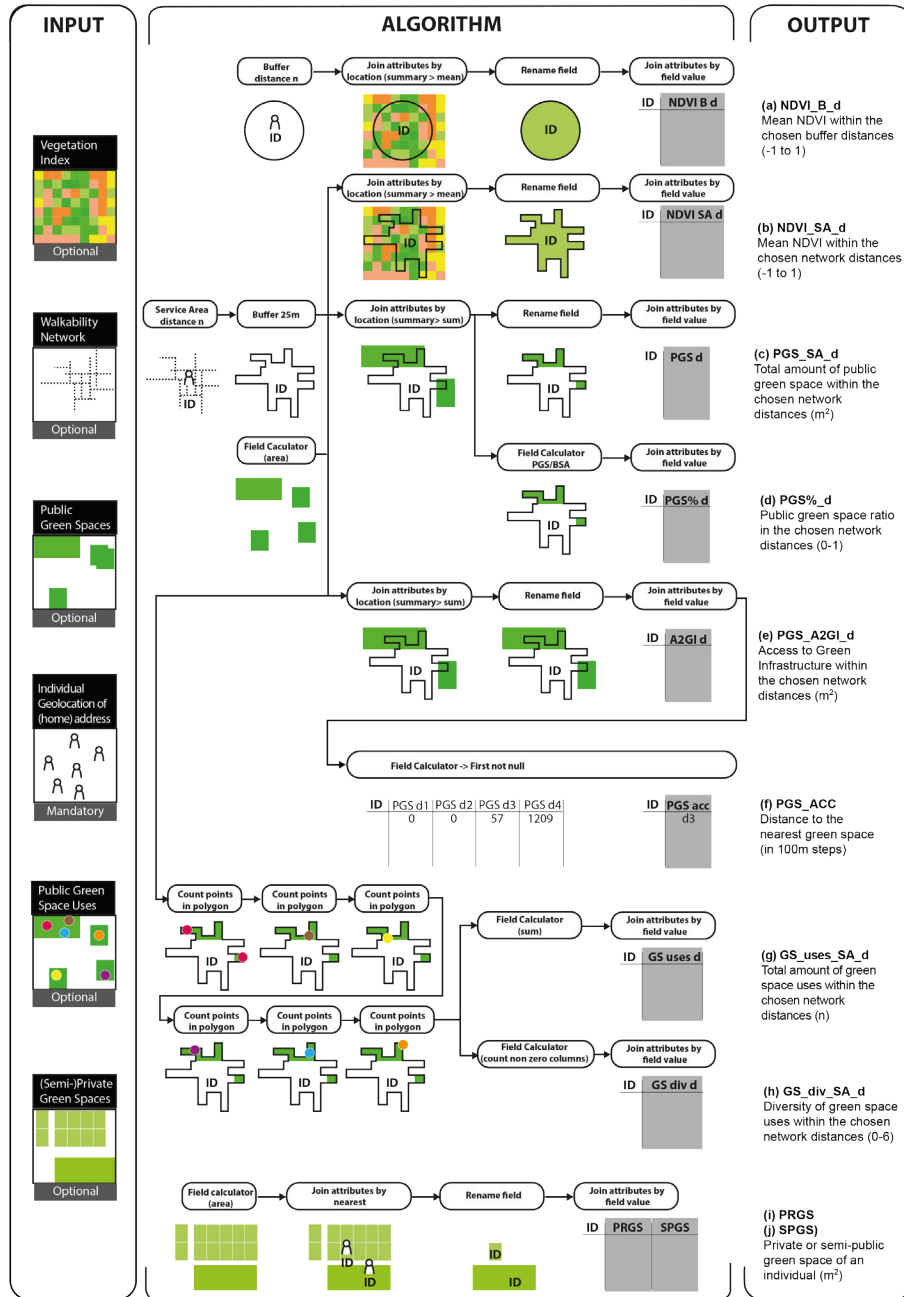 INPUT
ALGORITHM
OUTPUT
Vegetation
Index
Optional
Walkability
Network
Optional
Public
Green Spaces
Optional
Individual
Geolocation of
(home) address
Mandatory
Public Green
Space Uses
Optional
(Semi-)Private
Green Spaces
Optional
Buffer
distance n
Join attributes by
location (summary > mean)
Rename field
Join attributes by
field value
ID
ID
ID
ID NDVI B d
(a) NDVI_B_d
Mean NDVI within the
chosen buffer distances
(-1 to 1)
Join attributes by
location (summary > mean)
Rename field
Join attributes by
field value
ID
ID
ID NDVI SA d
(b) NDVI_SA_d
Mean NDVI within the
chosen network distances
(-1 to 1)
Service Area
distance n
Buffer 25m
Join attributes by
location (summary> sum)
Rename field
Join attributes by
field value
ID
ID
ID
ID
ID PGS d
(c) PGS_SA_d
Total amount of public
green space within the
chosen network
distances (m²)
Field Caculator
(area)
Field Calculator
PGS/BSA
Join attributes by
field value
ID
ID PGS% d
(d) PGS%_d
Public green space ratio
in the chosen network
distances (0-1)
Join attributes by
location (summary> sum)
Rename field
Join attributes by
field value
ID
ID
ID A2GI d
(e) PGS_A2GI_d
Access to Green
Infrastructure within
the chosen network
distances (m²)
Field Calculator -> First not null
ID PGS d1 PGS d2 PGS d3 PGS d4
0 0 57 1209
ID PGS acc
d3
(f) PGS_ACC
Distance to the
nearest green space
(in 100m steps)
Count points
in polygon
Count points
in polygon
Count points
in polygon
ID
ID
ID
Count points
in polygon
Count points
in polygon
Count points
in polygon
ID
ID
ID
Field Calculator
(sum)
Join attributes by
field value
ID GS uses d
(g) GS_uses_SA_d
Total amount of green
space uses within the
chosen network
distances (n)
Field Calculator
(count non zero columns)
Join attributes by
field value
ID GS div d
(h) GS_div_SA_d
Diversity of green space
uses within the chosen
network distances (0-6)
Field calculator
(area)
Join attributes by
nearest
Rename field
Join attributes by
field value
ID
ID
ID
ID
ID PRGS SPGS
(i) PRGS
(j) SPGS)
Private or semi-public
green space of an
individual (m²)